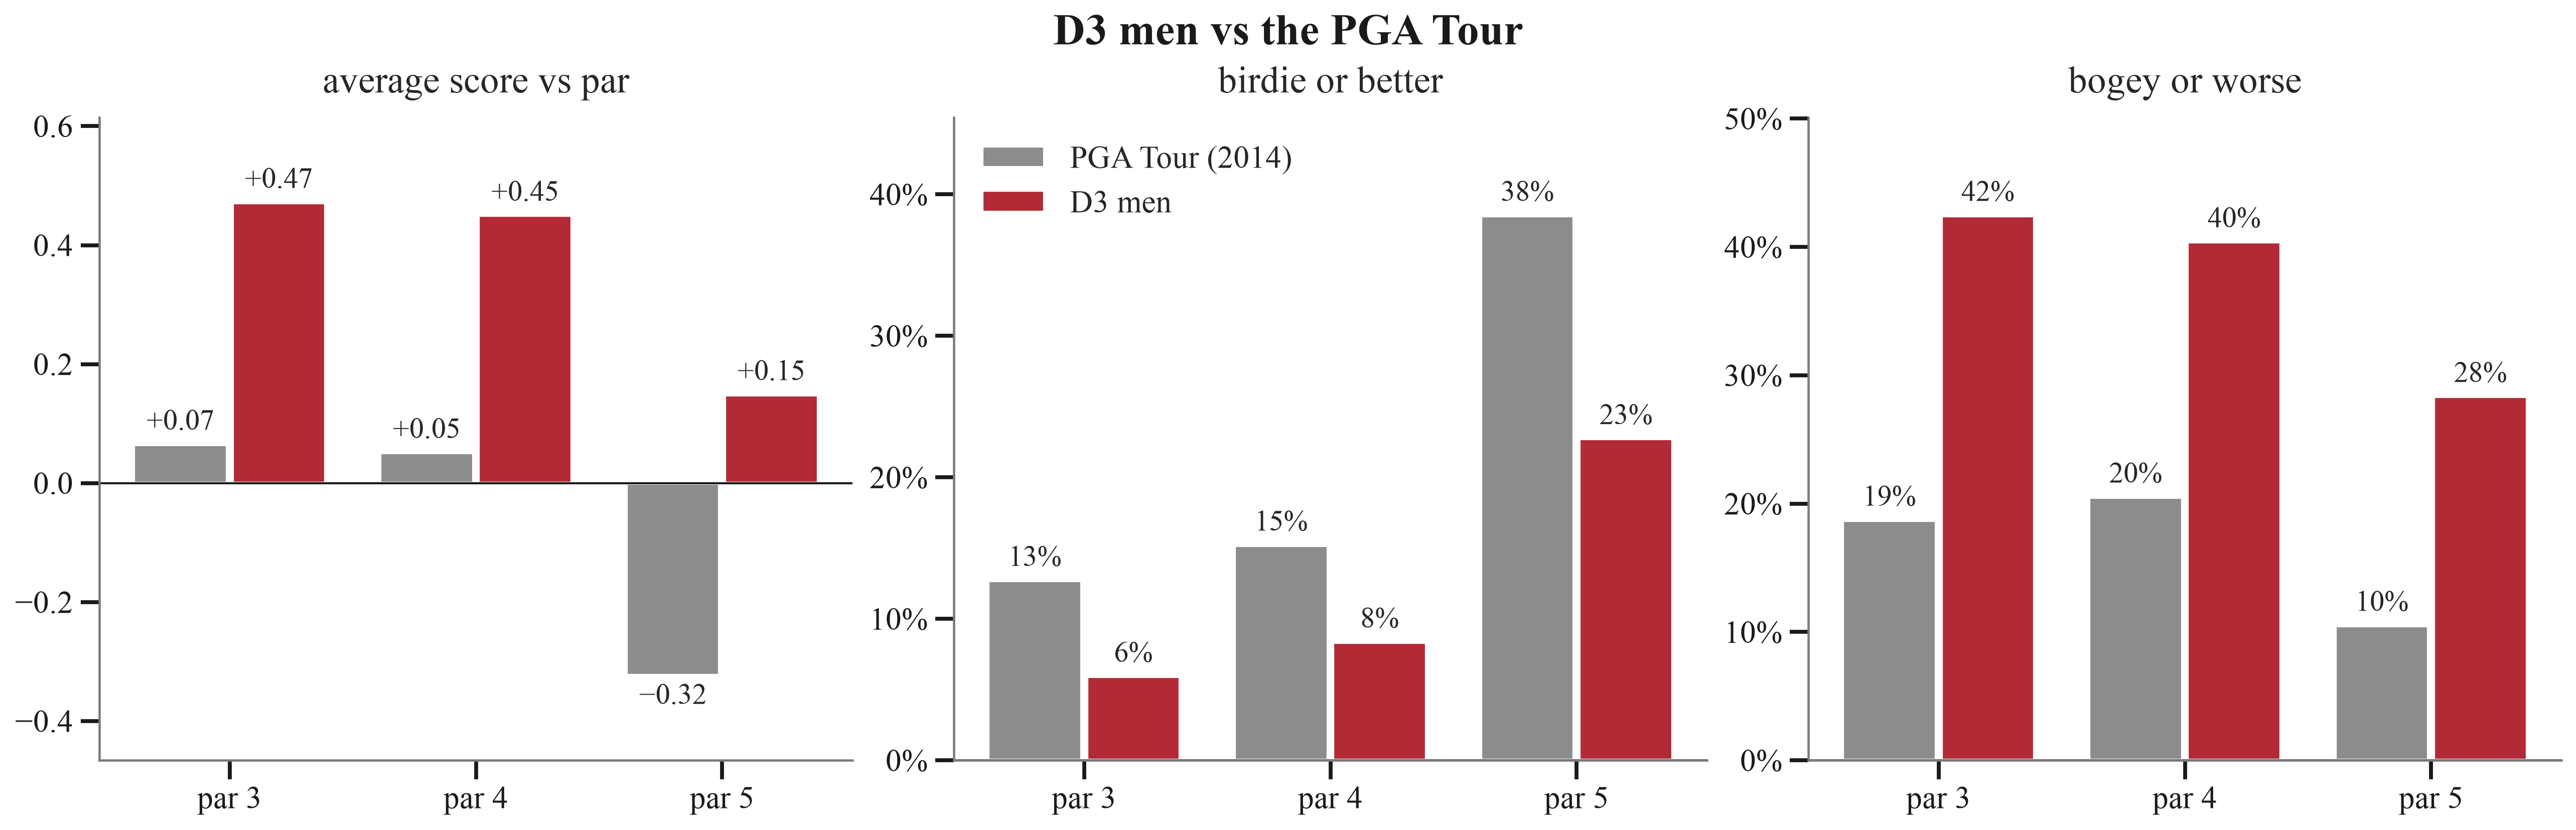 D3 men vs the PGA Tour
average score vs par
0.6
0.4
0.2
0.0
−0.2
−0.4
+0.07
+0.47
+0.05
+0.45
−0.32
+0.15
par 3
par 4
par 5
birdie or better
PGA Tour (2014)
D3 men
40%
30%
20%
10%
0%
13%
6%
15%
8%
38%
23%
par 3
par 4
par 5
bogey or worse
50%
40%
30%
20%
10%
0%
19%
42%
20%
40%
10%
28%
par 3
par 4
par 5